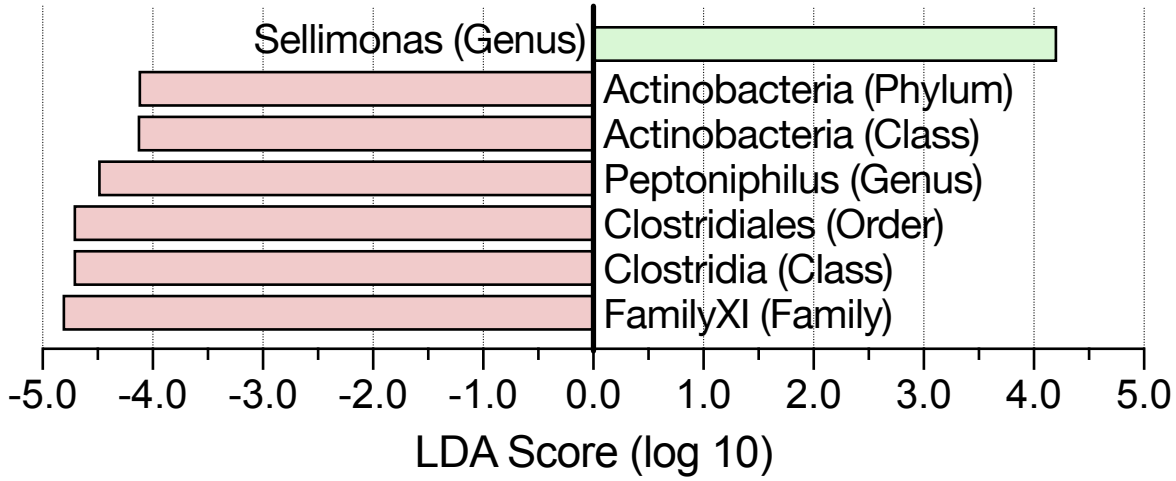 Sellimonas (Genus)
Actinobacteria (Phylum)
Actinobacteria (Class)
Peptoniphilus (Genus)
Clostridiales (Order)
Clostridia (Class)
FamilyXI (Family)
-5.0 -4.0 -3.0 -2.0 -1.0 0.0 1.0 2.0 3.0 4.0 5.0
LDA Score (log 10)